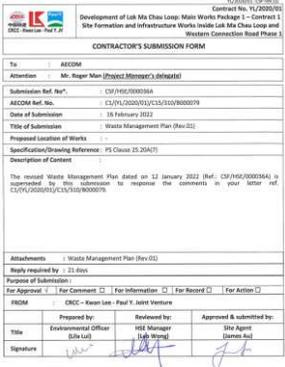 Contract No. YL/2020/01
Development of Lok Ma Chau Loop: Main Works Package 1 – Contract 1
Site Formation and Infrastructure Works inside Lok Ma Chau Loop and
Western Connection Road Phase 1
CRCC – Kwan Lee – Paul Y. JV
CONTRACTOR'S SUBMISSION FORM
To : AECOM
Attention : Mr. Roger Man (Project Manager's delegate)
Submission Ref. No*. : CSF/HSE/000036A
AECOM Ref. No. : C1/(YL/2020/01)/C15/310/B000079
Date of Submission : 16 February 2022
Title of Submission : Waste Management Plan (Rev.01)
Proposed Location of Works : -
Specification/Drawing Reference : PS Clause 25.20A(7)
Description of Content :
The revised Waste Management Plan dated on 12 January 2022 (Ref.: CSF/HSE/000036A) is
superseded by this submission to response the comments in your letter ref.
C1/(YL/2020/01)/C15/310/B000079.
Attachments : Waste Management Plan (Rev.01)
Reply required by : 21 days
Purpose of Submission :
For Approval √ For Comment ☐ For Information ☐ For Record ☐ For Action ☐
FROM : CRCC – Kwan Lee - Paul Y. Joint Venture
Prepared by: Reviewed by: Approved & submitted by:
Title Environmental Officer (Lila Lui) HSE Manager (Wong) Site Agent (James Au)
Signature